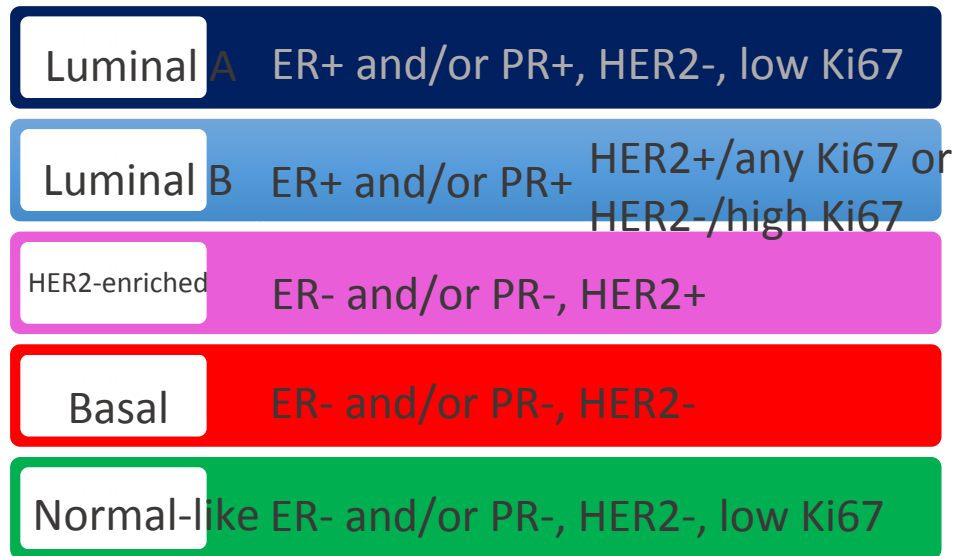 Luminal A ER+ and/or PR+, HER2-, low Ki67
Luminal B ER+ and/or PR+ HER2+/any Ki67 or
HER2-/high Ki67
HER2-enriched ER- and/or PR-, HER2+
Basal ER- and/or PR-, HER2-
Normal-like ER- and/or PR-, HER2-, low Ki67